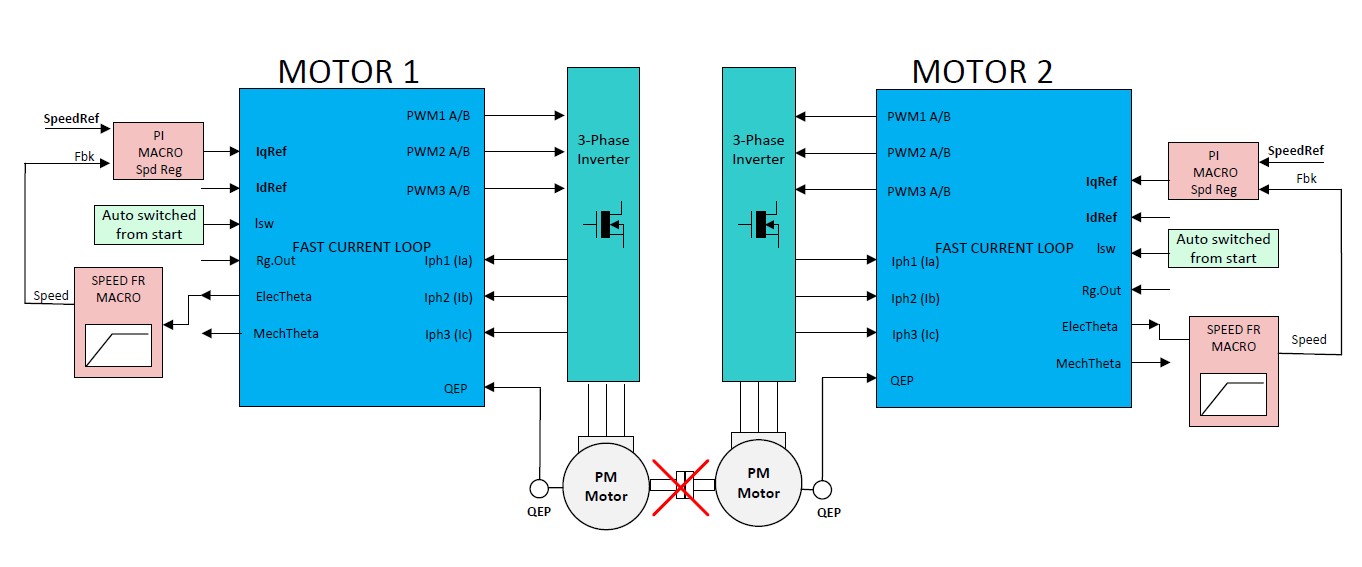 MOTOR 1
SpeedRef
Fbk
PI
MACRO
Spd Reg
Auto switched
from start
SPEED FR
MACRO
Speed
IqRef
IdRef
lsw
FAST CURRENT LOOP
Rg.Out
ElecTheta
MechTheta
PWM1 A/B
PWM2 A/B
PWM3 A/B
Iph1 (Ia)
Iph2 (Ib)
Iph3 (Ic)
QEP
3-Phase
Inverter
PM
Motor
QEP
MOTOR 2
3-Phase
Inverter
PWM1 A/B
PWM2 A/B
PWM3 A/B
Iph1 (Ia)
Iph2 (Ib)
Iph3 (Ic)
QEP
IqRef
IdRef
FAST CURRENT LOOP
lsw
Rg.Out
ElecTheta
MechTheta
PI
MACRO
Spd Reg
SpeedRef
Fbk
Auto switched
from start
SPEED FR
MACRO
Speed
PM
Motor
QEP